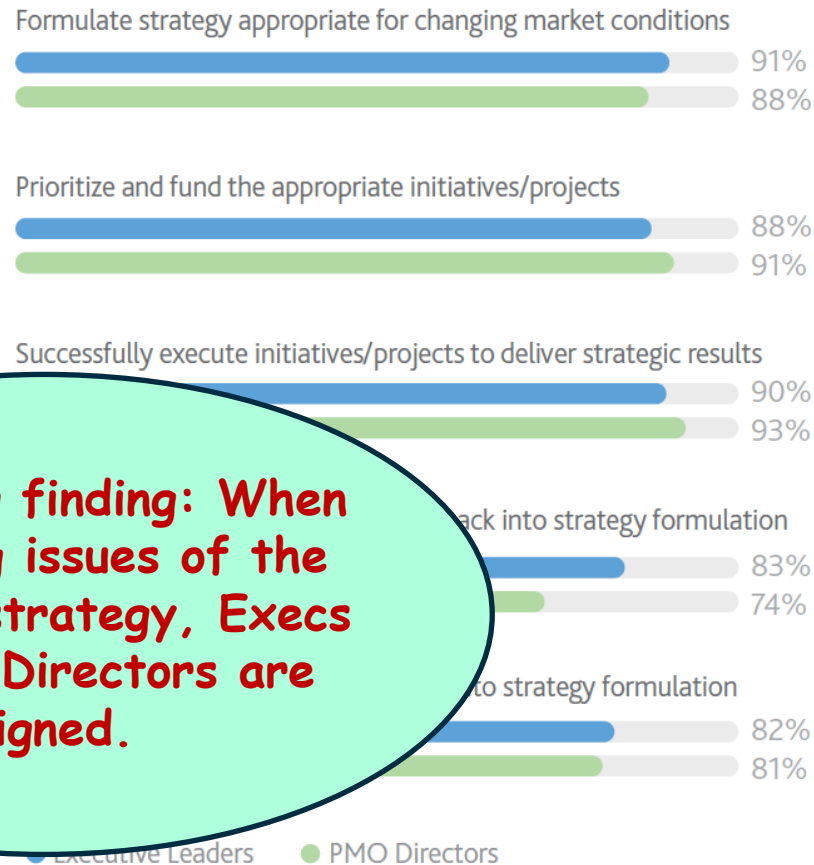 Formulate strategy appropriate for changing market conditions
91%
88%
Prioritize and fund the appropriate initiatives/projects
88%
91%
Successfully execute initiatives/projects to deliver strategic results
90%
93%
finding: When
issues of the
strategy, Execs
Directors are
into strategy formulation
83%
74%
to strategy formulation
82%
81%
Executive Leaders
PMO Directors